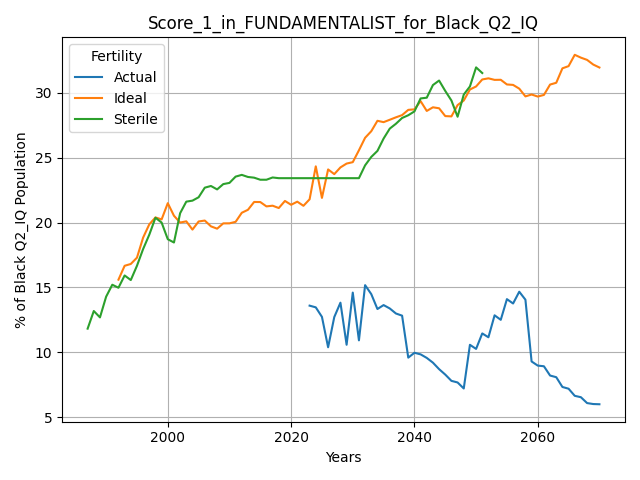 Score_1_in_FUNDAMENTALIST_for_Black_Q2_IQ
Fertility
Actual
Ideal
Sterile
% of Black Q2_IQ Population
30
25
20
15
10
5
2000
2020
2040
2060
Years